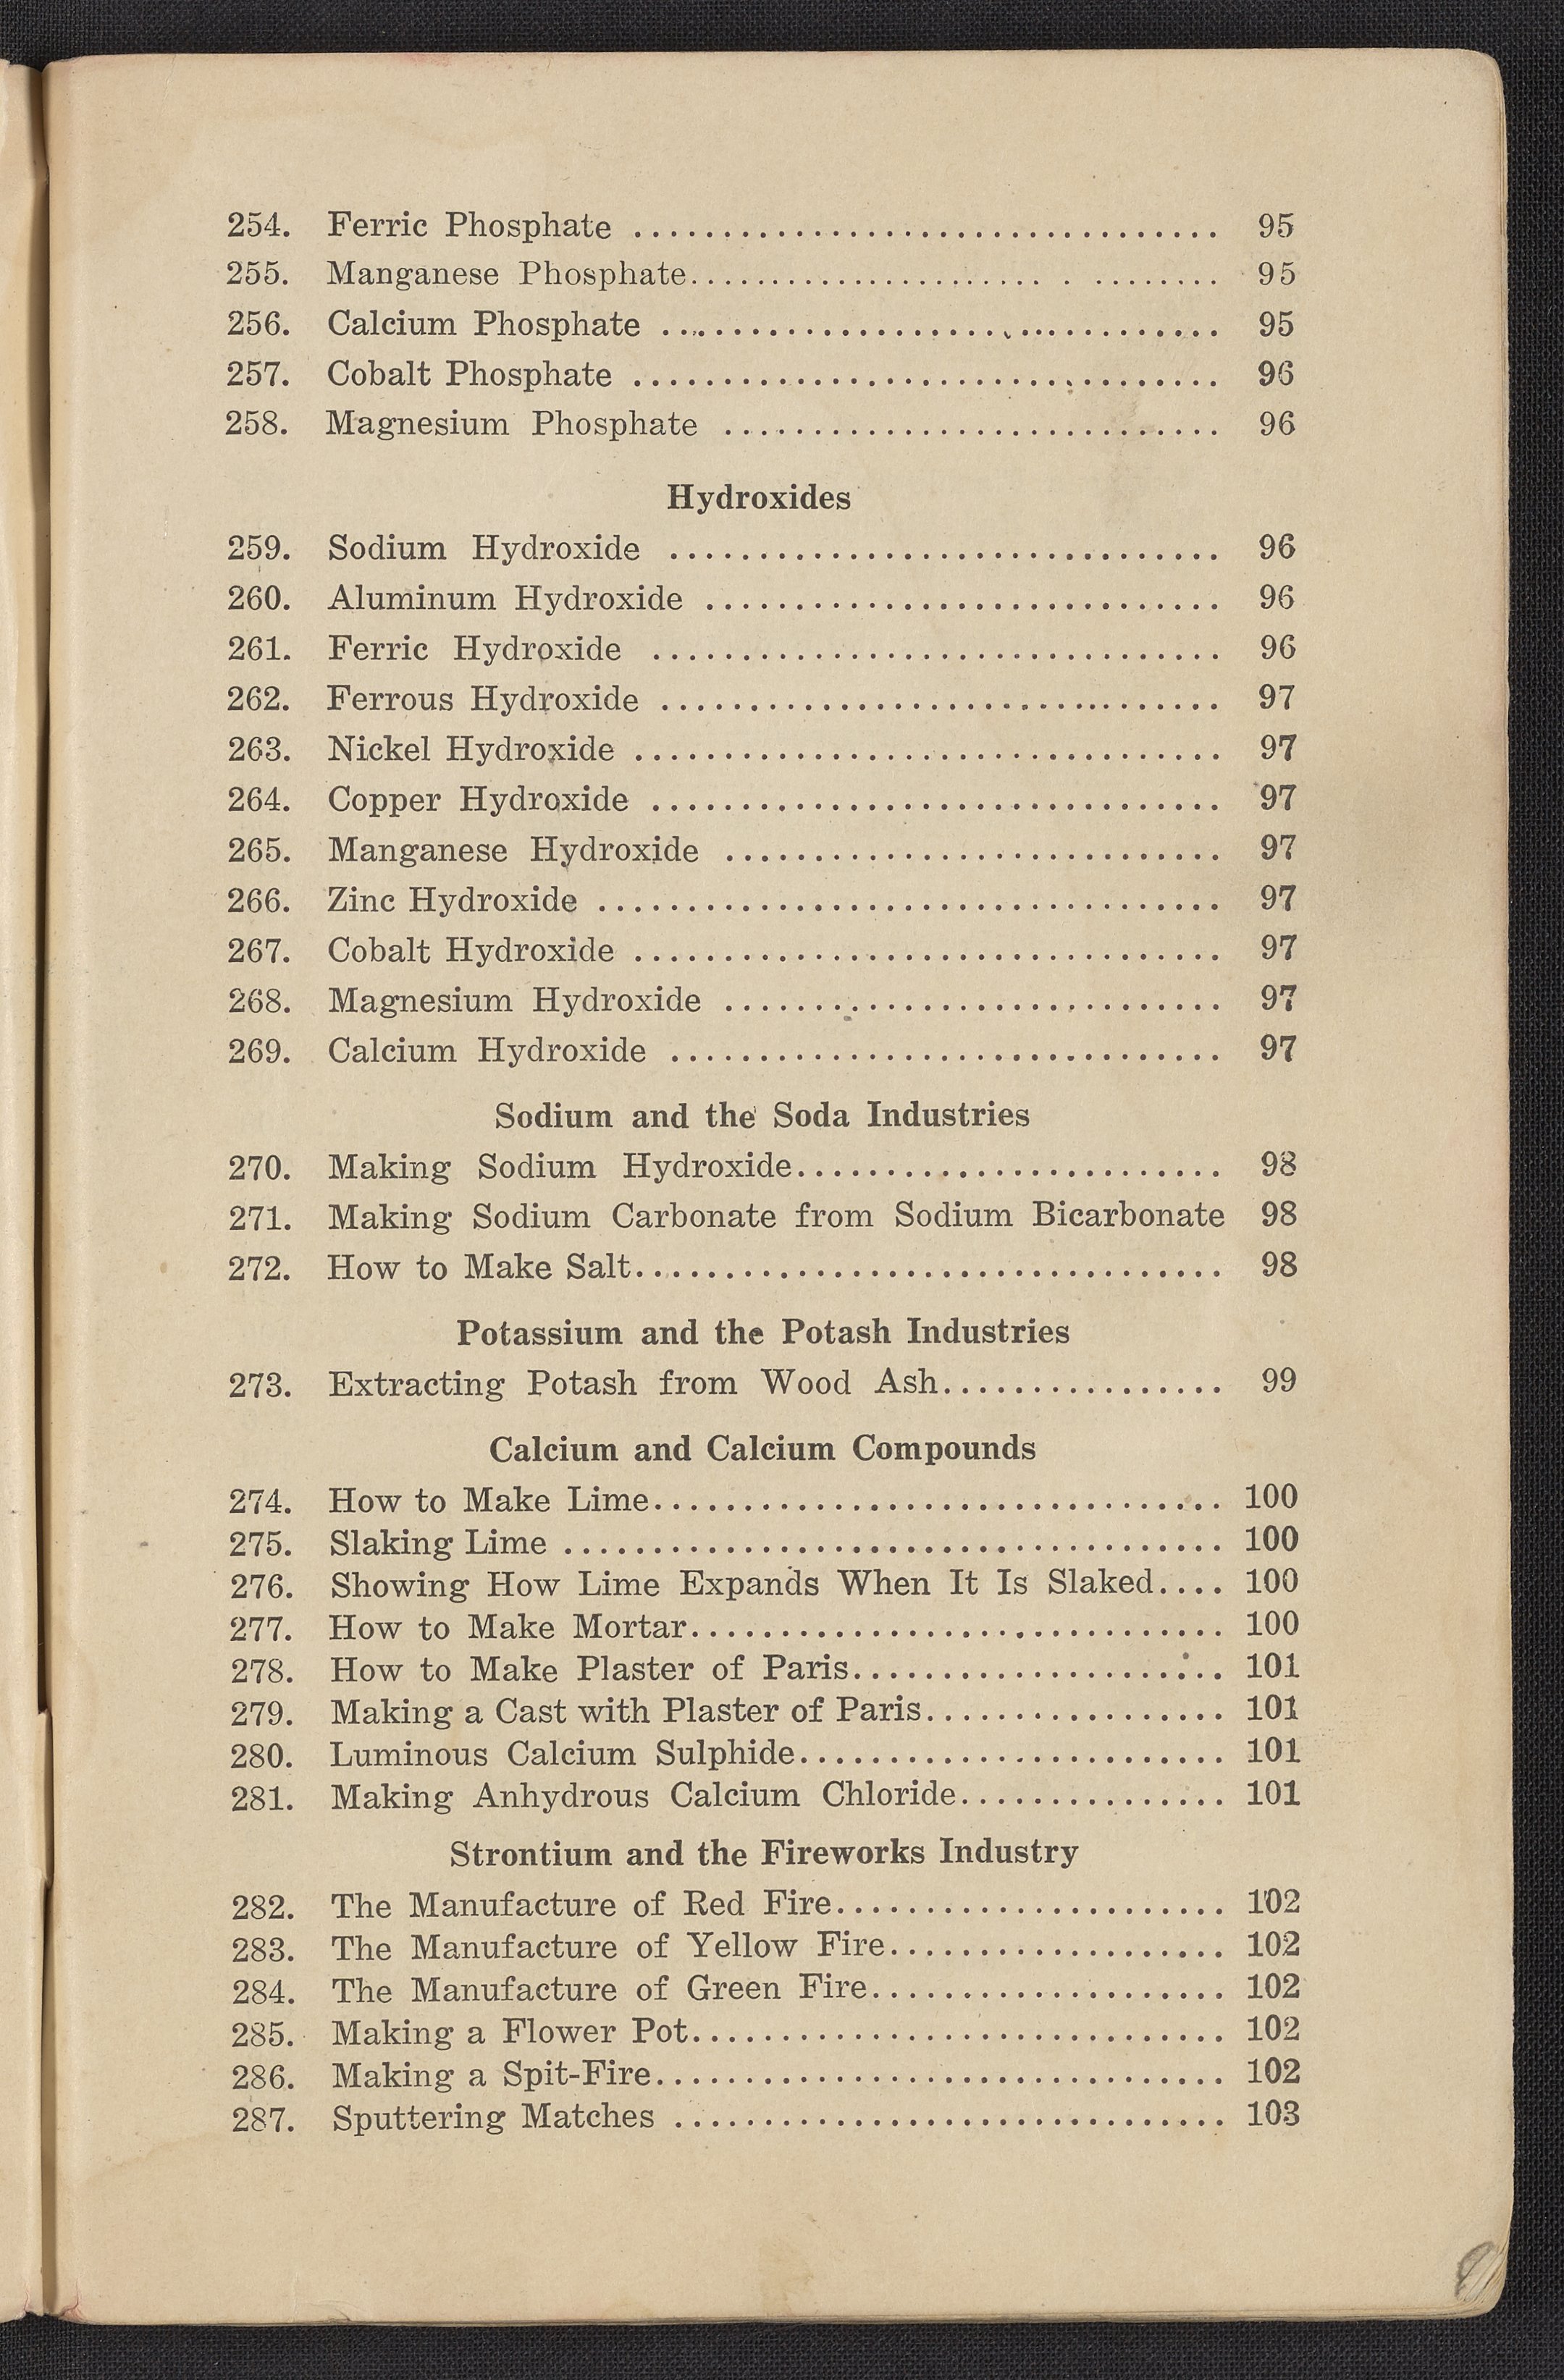 254. Ferric Phosphate ................................. 95
255. Manganese Phosphate...................... . ........ 95
256. Calcium Phosphate ................................ 95
257. Cobalt Phosphate ................................. 96
258. Magnesium Phosphate ............................ 96
Hydroxides
259. Sodium Hydroxide ............................... 96
260. Aluminum Hydroxide ............................. 96
261. Ferric Hydroxide ................................ 96
262. Ferrous Hydroxide ................................ 97
263. Nickel Hydroxide ................................. 97
264. Copper Hydroxide ................................ 97
265. Manganese Hydroxide ............................ 97
266. Zinc Hydroxide ................................... 97
267. Cobalt Hydroxide ................................. 97
268. Magnesium Hydroxide ............................ 97
269. Calcium Hydroxide ............................... 97
Sodium and the Soda Industries
270. Making Sodium Hydroxide........................ 98
271. Making Sodium Carbonate from Sodium Bicarbonate 98
272. How to Make Salt................................. 98
Potassium and the Potash Industries
273. Extracting Potash from Wood Ash................ 99
Calcium and Calcium Compounds
274. How to Make Lime................................ 100
275. Slaking Lime ..................................... 100
276. Showing How Lime Expands When It Is Slaked.... 100
277. How to Make Mortar.............................. 100
278. How to Make Plaster of Paris..................... 101
279. Making a Cast with Plaster of Paris................. 101
280. Luminous Calcium Sulphide........................ 101
281. Making Anhydrous Calcium Chloride............... 101
Strontium and the Fireworks Industry
282. The Manufacture of Red Fire...................... 102
283. The Manufacture of Yellow Fire................... 102
284. The Manufacture of Green Fire.................... 102
285. Making a Flower Pot.............................. 102
286. Making a Spit-Fire................................ 102
287. Sputtering Matches ............................... 103